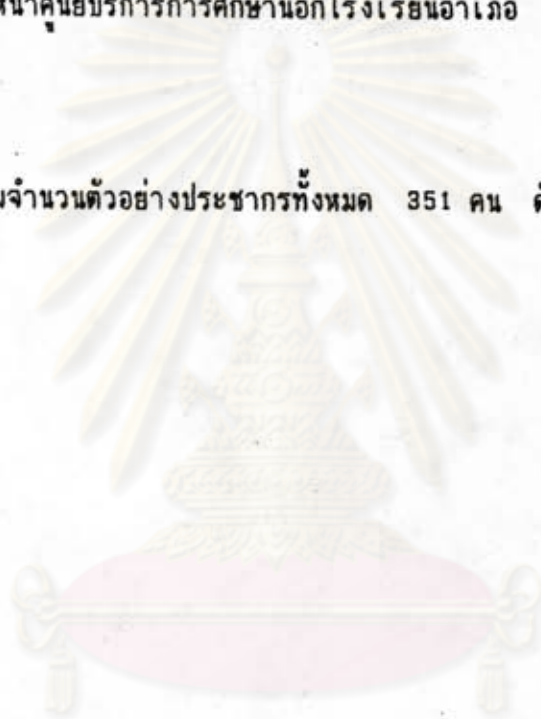 หน้าศูนย์บริการการศึกษานอกโรงเรียนอำเภอ
จำนวนตัวอย่างประชากรทั้งหมด 351 คน